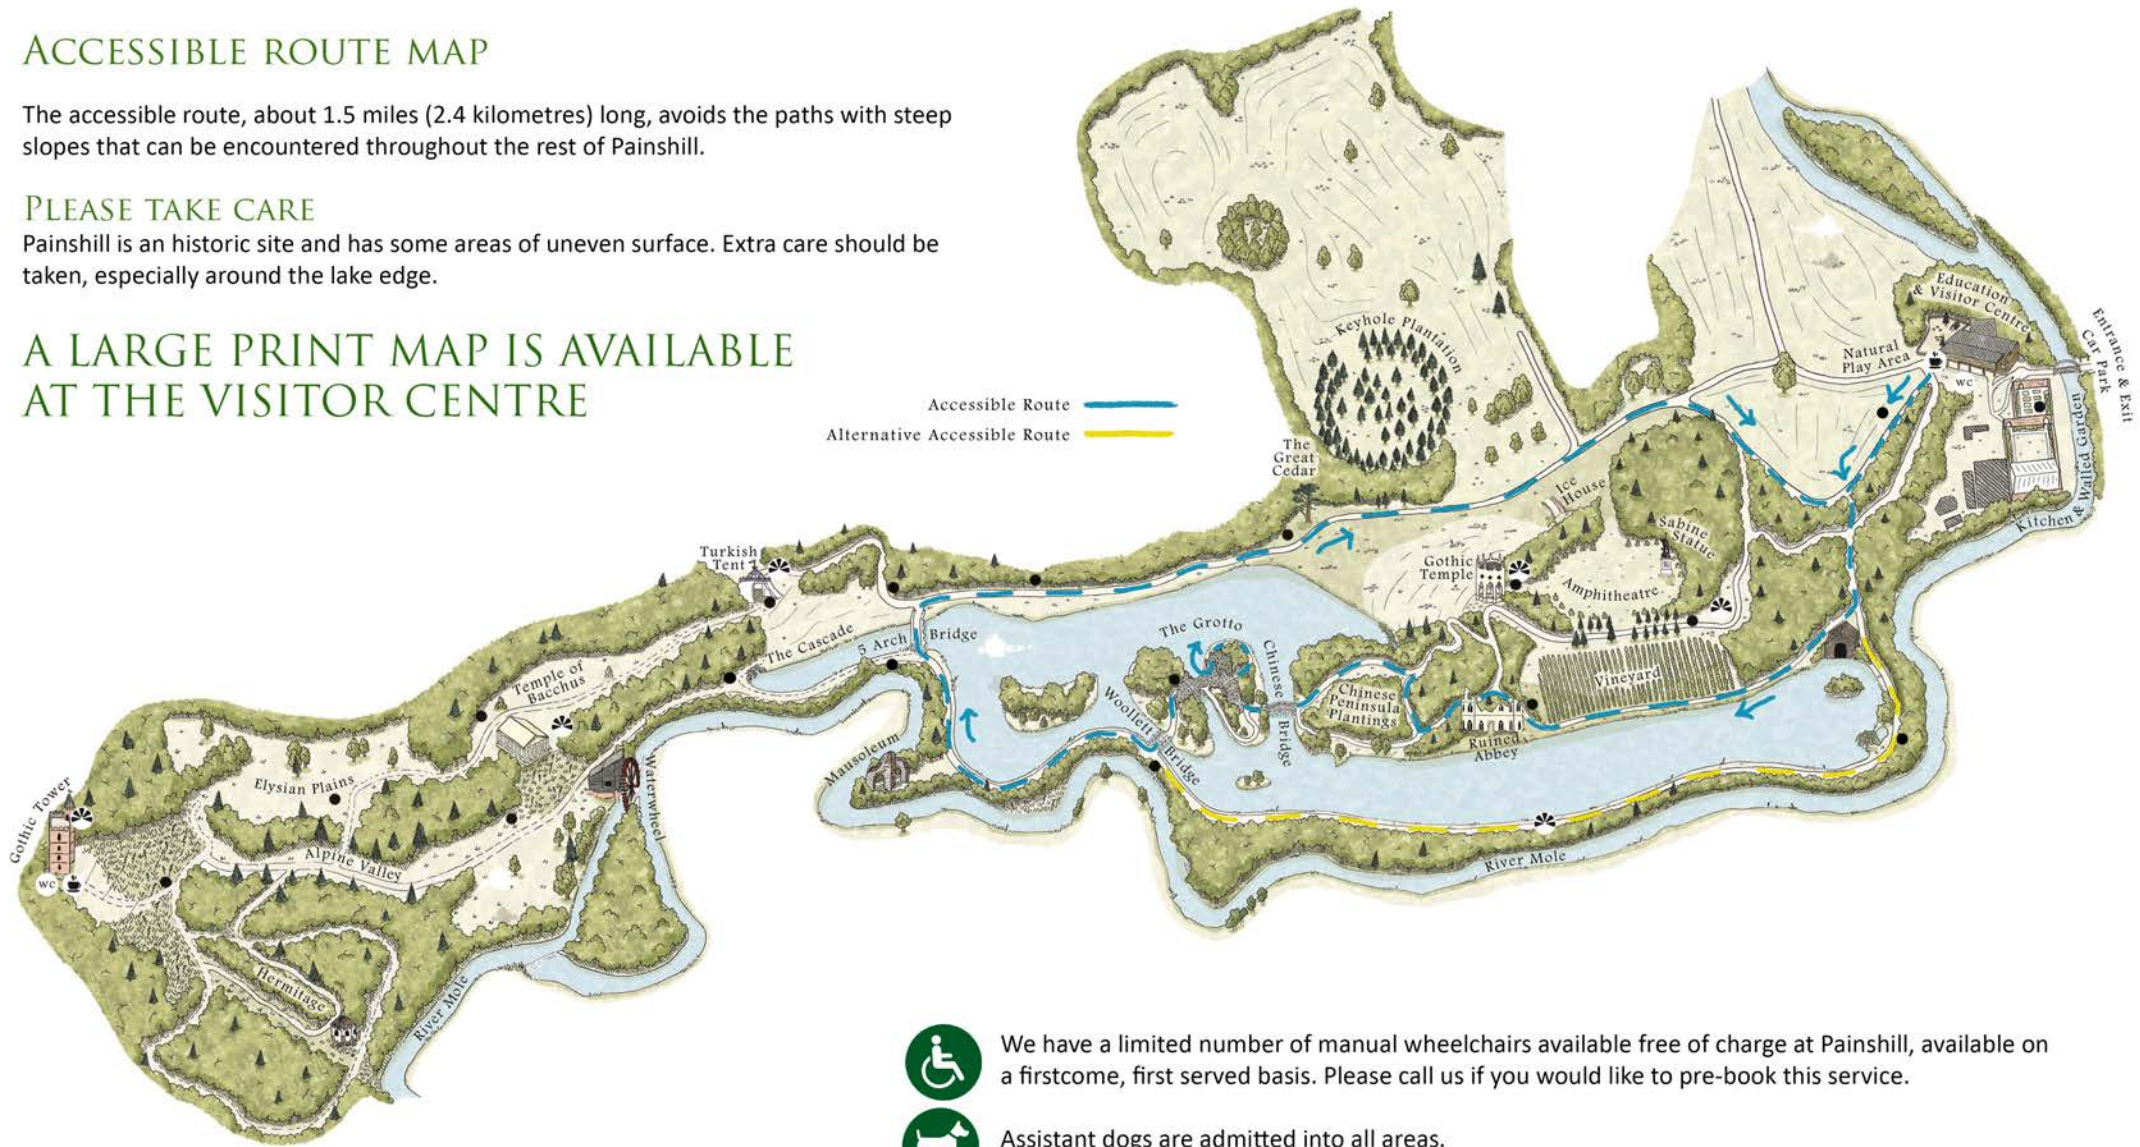 ACCESSIBLE ROUTE MAP
The accessible route, about 1.5 miles (2.4 kilometres) long, avoids the paths with steep
slopes that can be encountered throughout the rest of Painshill.
PLEASE TAKE CARE
Painshill is an historic site and has some areas of uneven surface. Extra care should be
taken, especially around the lake edge.
A LARGE PRINT MAP IS AVAILABLE
AT THE VISITOR CENTRE
Accessible Route
Alternative Accessible Route
Keyhole Plantation
The
Great
Cedar
Education
& Visitor Centre
Entrance & Exit
Car Park
Natural
Play Area
WC
Kitchen & Walled Garden
Ice
House
Sabine
Statue
Gothic
Temple
Amphitheatre
Turkish
Tent
The Cascade
5 Arch Bridge
The Grotto
Chinese Bridge
Woollett Bridge
Chinese
Peninsula
Plantings
Vineyard
Ruined
Abbey
Temple of
Bacchus
Mausoleum
Waterwheel
Elysian Plains
Gothic Tower
WC
Alpine Valley
River Mole
Hermitage
River Mole
We have a limited number of manual wheelchairs available free of charge at Painshill, available on
a firstcome, first served basis. Please call us if you would like to pre-book this service.
Assistant dogs are admitted into all areas.